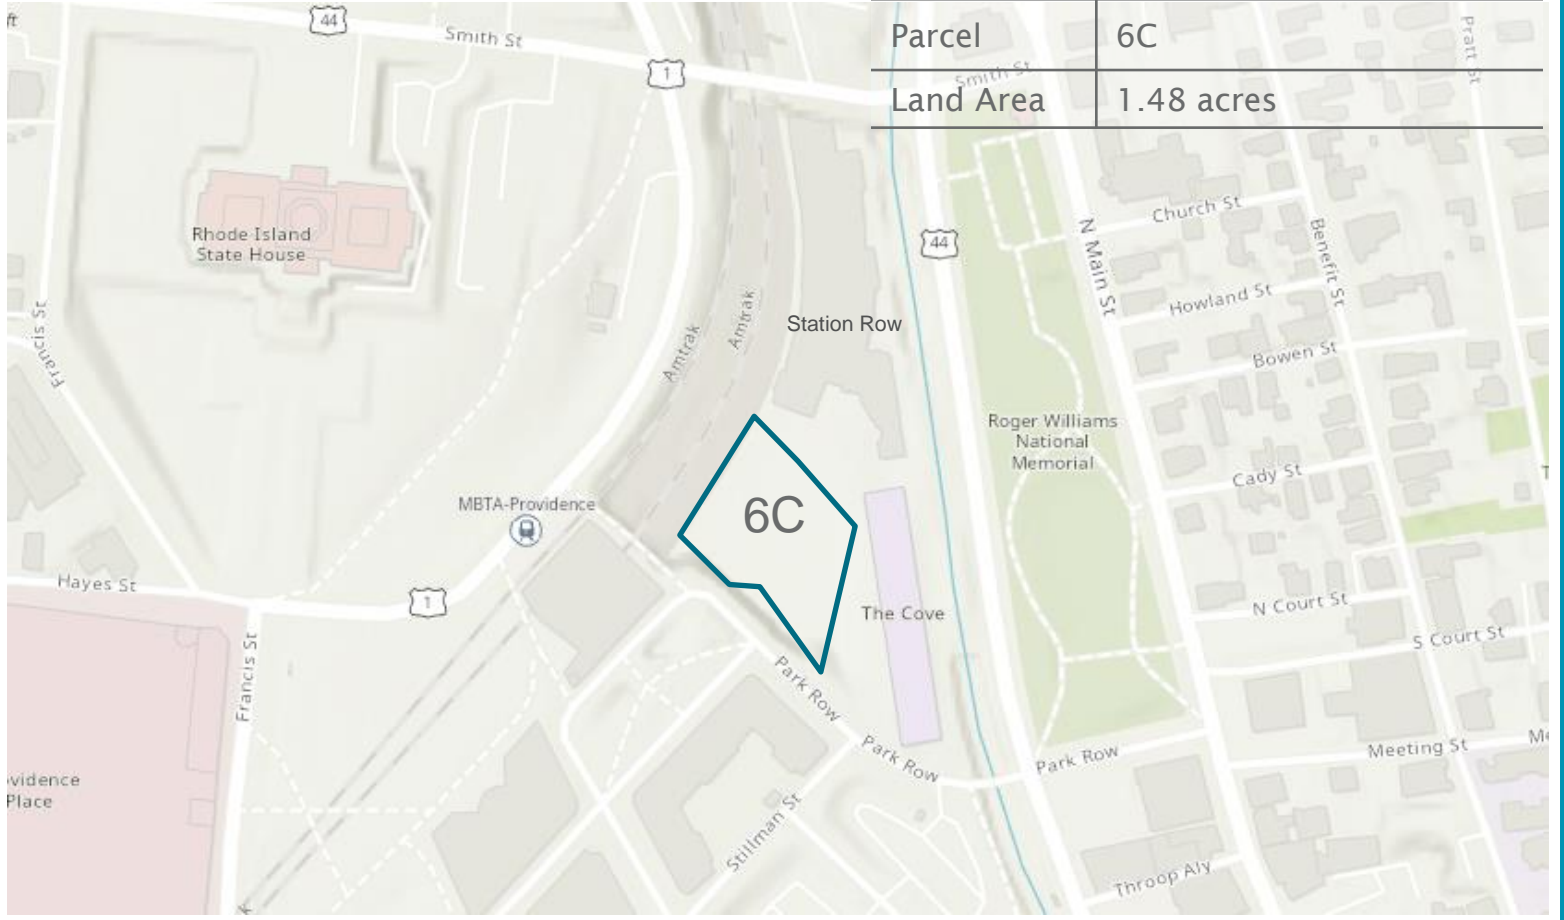 Parcel 6C
Land Area 1.48 acres
44
Smith St
1
Smith St
Pratt St
Rhode Island
State House
Church St
N Main St
Benefit St
44
Howland St
Francis St
Amtrak
Amtrak
Station Row
Bowen St
Roger Williams
National
Memorial
Cady St
MBTA-Providence
6C
Hayes St
1
The Cove
N Court St
S Court St
Francis St
Park Row
Park Row
Park Row
Meeting St
Place
Stillman St
Throop Aly